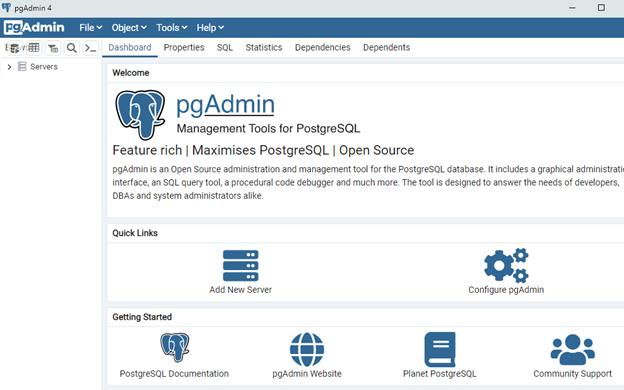 pgAdmin 4
pgAdmin File Object Tools Help
Dashboard Properties SQL Statistics Dependencies Dependents
Servers
Welcome
pgAdmin
Management Tools for PostgreSQL
Feature rich | Maximises PostgreSQL | Open Source
pgAdmin is an Open Source administration and management tool for the PostgreSQL database. It includes a graphical administratio
interface, an SQL query tool, a procedural code debugger and much more. The tool is designed to answer the needs of developers,
DBAs and system administrators alike.
Quick Links
Add New Server
Configure pgAdmin
Getting Started
PostgreSQL Documentation
pgAdmin Website
Planet PostgreSQL
Community Support